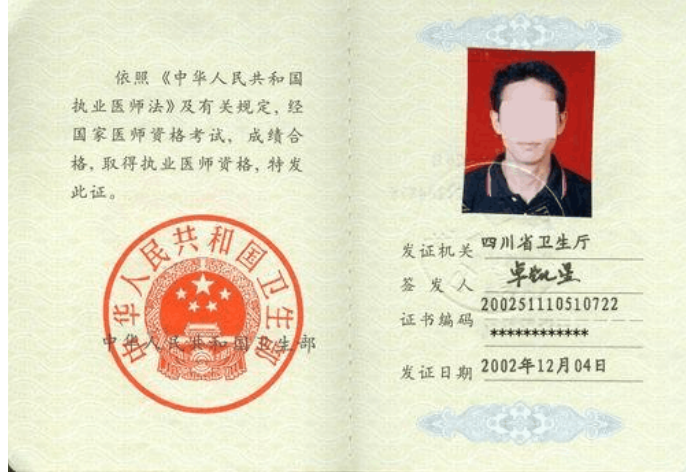 依照《中华人民共和国
执业医师法》及有关规定,经
国家医师资格考试,成绩合
格,取得执业医师资格,特发
此证。
中华人民共和国卫生部
中华人民共和国卫生部
发证机关 四川省卫生厅
签发人 卓凯星
证书编码 200251110510722
************
发证日期 2002年12月04日